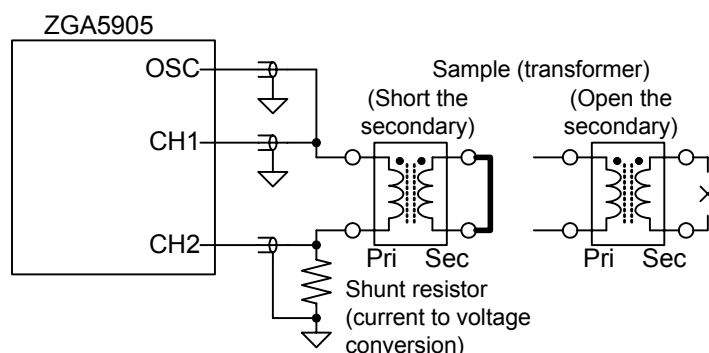 ZGA5905
OSC
CH1
CH2
Sample (transformer)
(Short the
secondary)
(Open the
secondary)
Pri Sec
Pri Sec
Shunt resistor
(current to voltage
conversion)